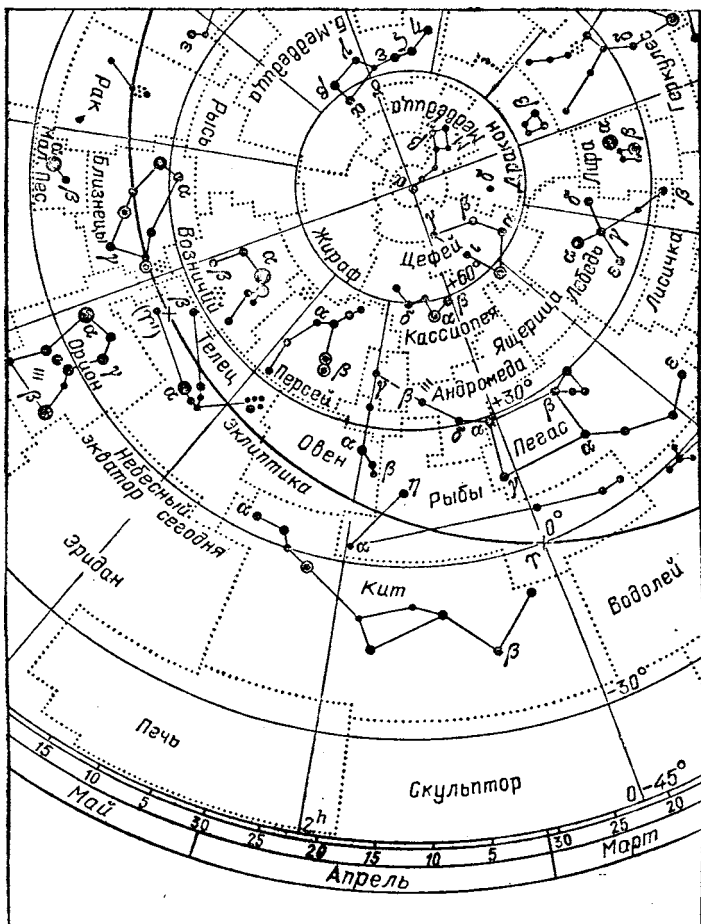 Б. Медведица
ε
γ
ε
ζ
η
β
α
δ
Геркулес
Рак
Рысь
М. Медведица
β
α
Дракон
β
Лира
α
β
γ
Мал. Пес
α
β
Близнецы
α
γ
Возничий
α
β
Жираф
γ
β
α
ι
δ
Цефей
+60°
Лебедь
δ
α
γ
ε
β
Лисичка
(T')
β
Телец
α
Орион
α
γ
β
Персей
α
β
Кассиопея
δ
α
β
Ящерица
Андромеда
γ
β
δ
α
+30°
Пегас
β
α
γ
ε
Овен
α
β
Рыбы
η
α
Эклиптика
Небесный
экватор сегодня
0°
ϒ
Эридан
Кит
α
β
Водолей
-30°
Печь
Скульптор
2h
0
-45°
15
10
5
30
25
20
15
10
5
30
25
20
Май
Апрель
Март